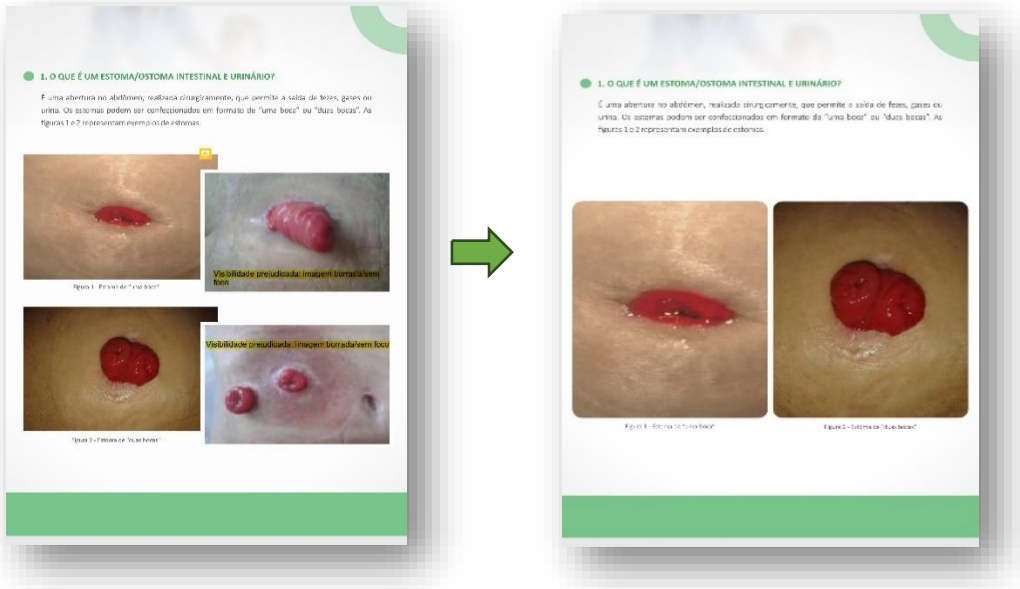 1. O QUE É UM ESTOMA/OSTOMA INTESTINAL E URINÁRIO?
É uma abertura no abdômen, realizada cirurgicamente, que permite a saída de fezes, gases ou
urina. Os estomas podem ser confeccionados em formato de "uma boca" ou "duas bocas". As
figuras 1 e 2 representam exemplos de estomas.
Visibilidade prejudicada: Imagem borrada/sem
foco
Figura 1 - Estoma de "uma boca"
Visibilidade prejudicada: Imagem borrada/sem foco
Figura 2 - Estoma de "duas bocas"
1. O QUE É UM ESTOMA/OSTOMA INTESTINAL E URINÁRIO?
É uma abertura no abdômen, realizada cirurgicamente, que permite a saída de fezes, gases ou
urina. Os estomas podem ser confeccionados em formato de "uma boca" ou "duas bocas". As
figuras 1 e 2 representam exemplos de estomas.
Figura 1 - Estoma de "uma boca"
Figura 2 - Estoma de "duas bocas"